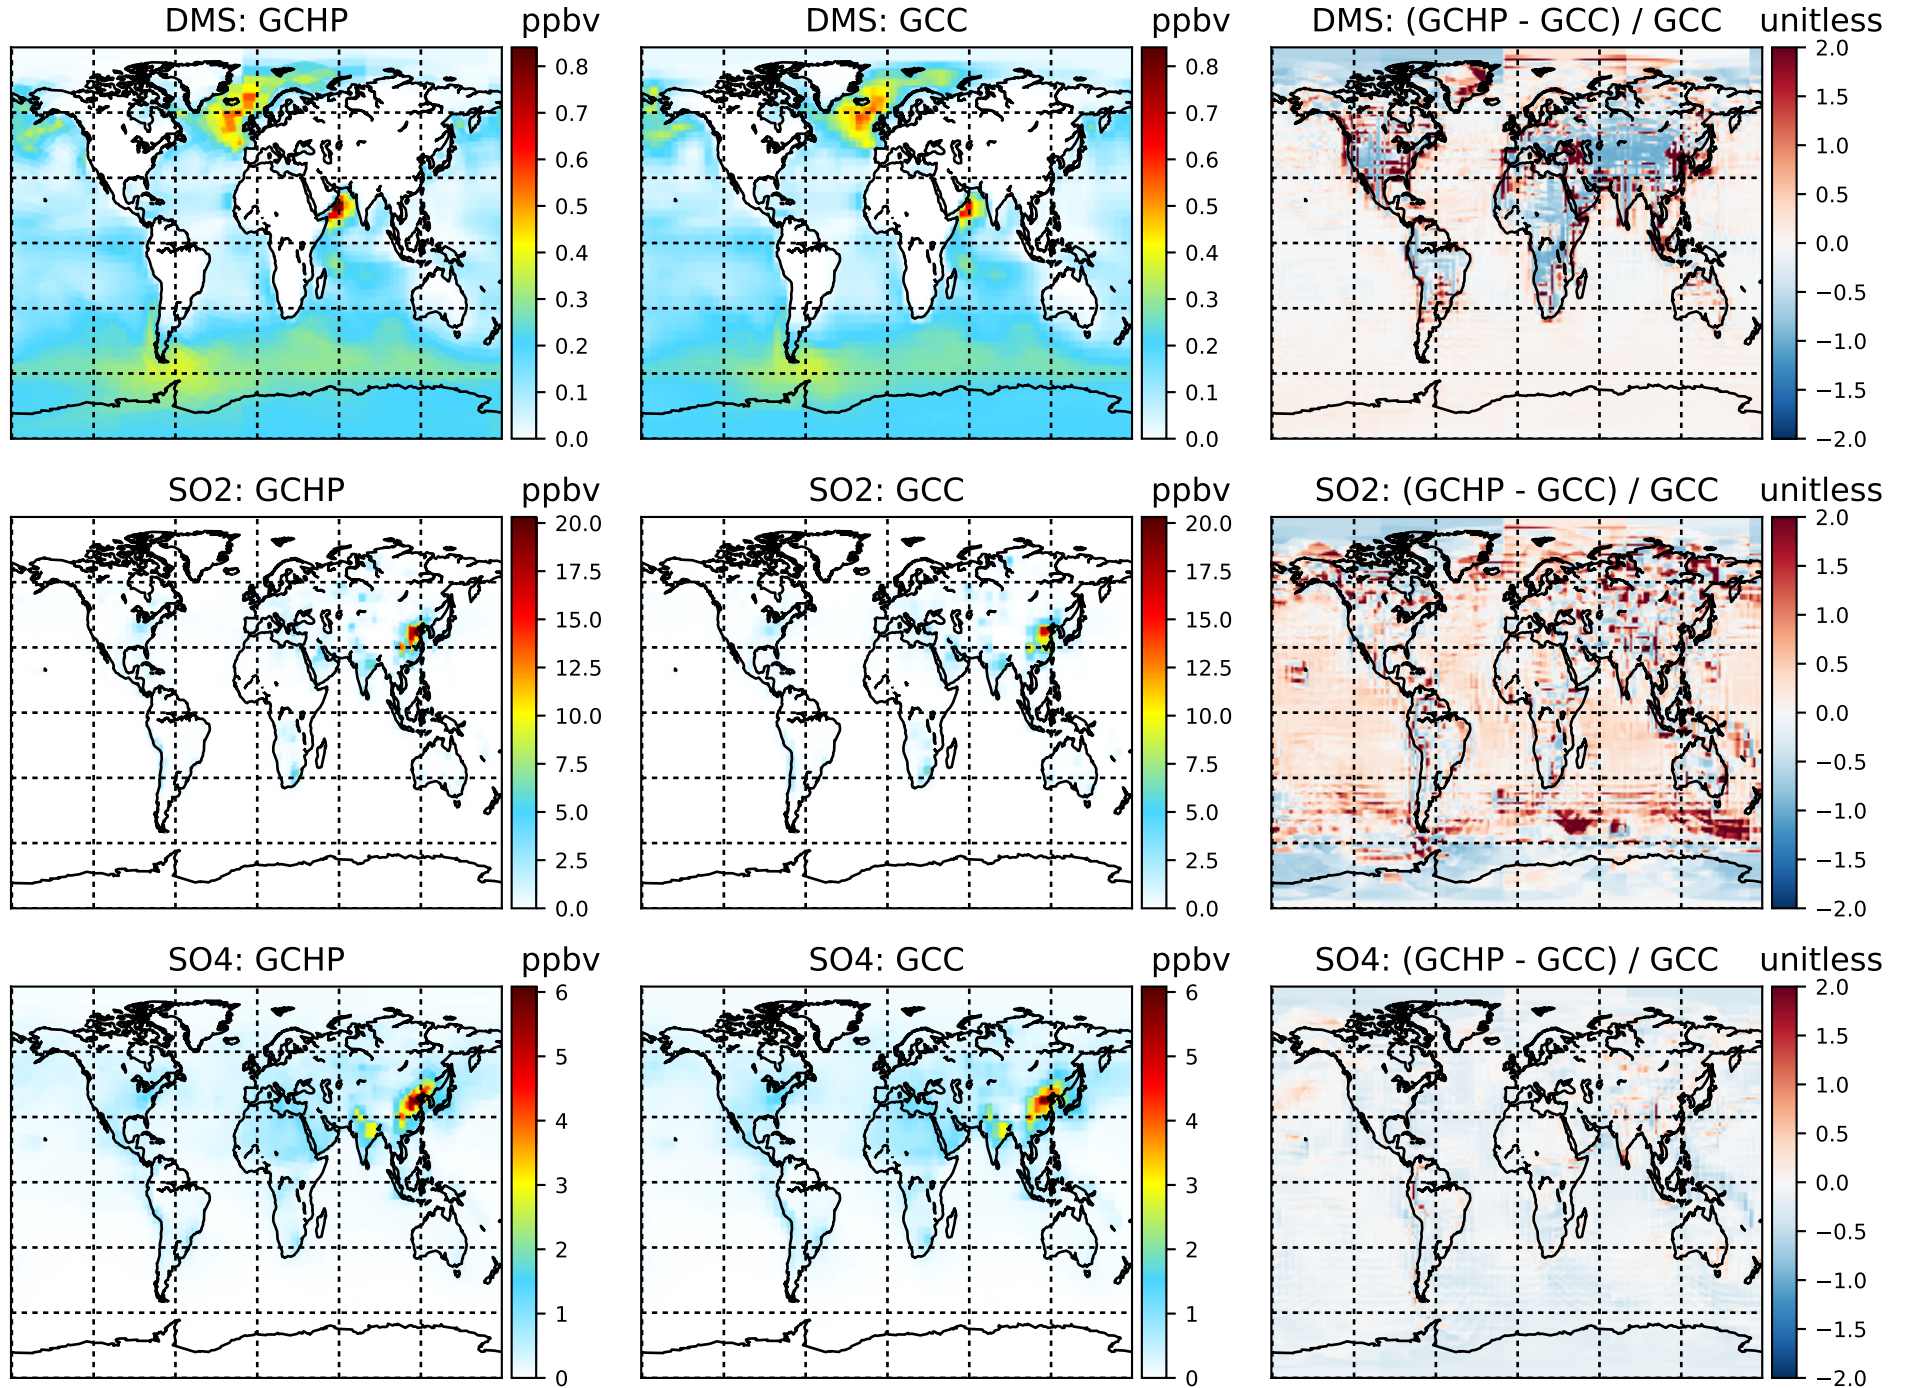 DMS: GCHP ppbv DMS: GCC ppbv DMS: (GCHP - GCC) / GCC unitless
0.8 0.8 2.0
0.7 0.7 1.5
0.6 0.6 1.0
0.5 0.5 0.5
0.4 0.4 0.0
0.3 0.3 −0.5
0.2 0.2 −1.0
0.1 0.1 −1.5
0.0 0.0 −2.0
SO2: GCHP ppbv SO2: GCC ppbv SO2: (GCHP - GCC) / GCC unitless
20.0 20.0 2.0
17.5 17.5 1.5
15.0 15.0 1.0
12.5 12.5 0.5
10.0 10.0 0.0
7.5 7.5 −0.5
5.0 5.0 −1.0
2.5 2.5 −1.5
0.0 0.0 −2.0
SO4: GCHP ppbv SO4: GCC ppbv SO4: (GCHP - GCC) / GCC unitless
6 6 2.0
5 5 1.5
4 4 1.0
3 3 0.5
2 2 0.0
1 1 −0.5
0 0 −1.0
−1.5
−2.0